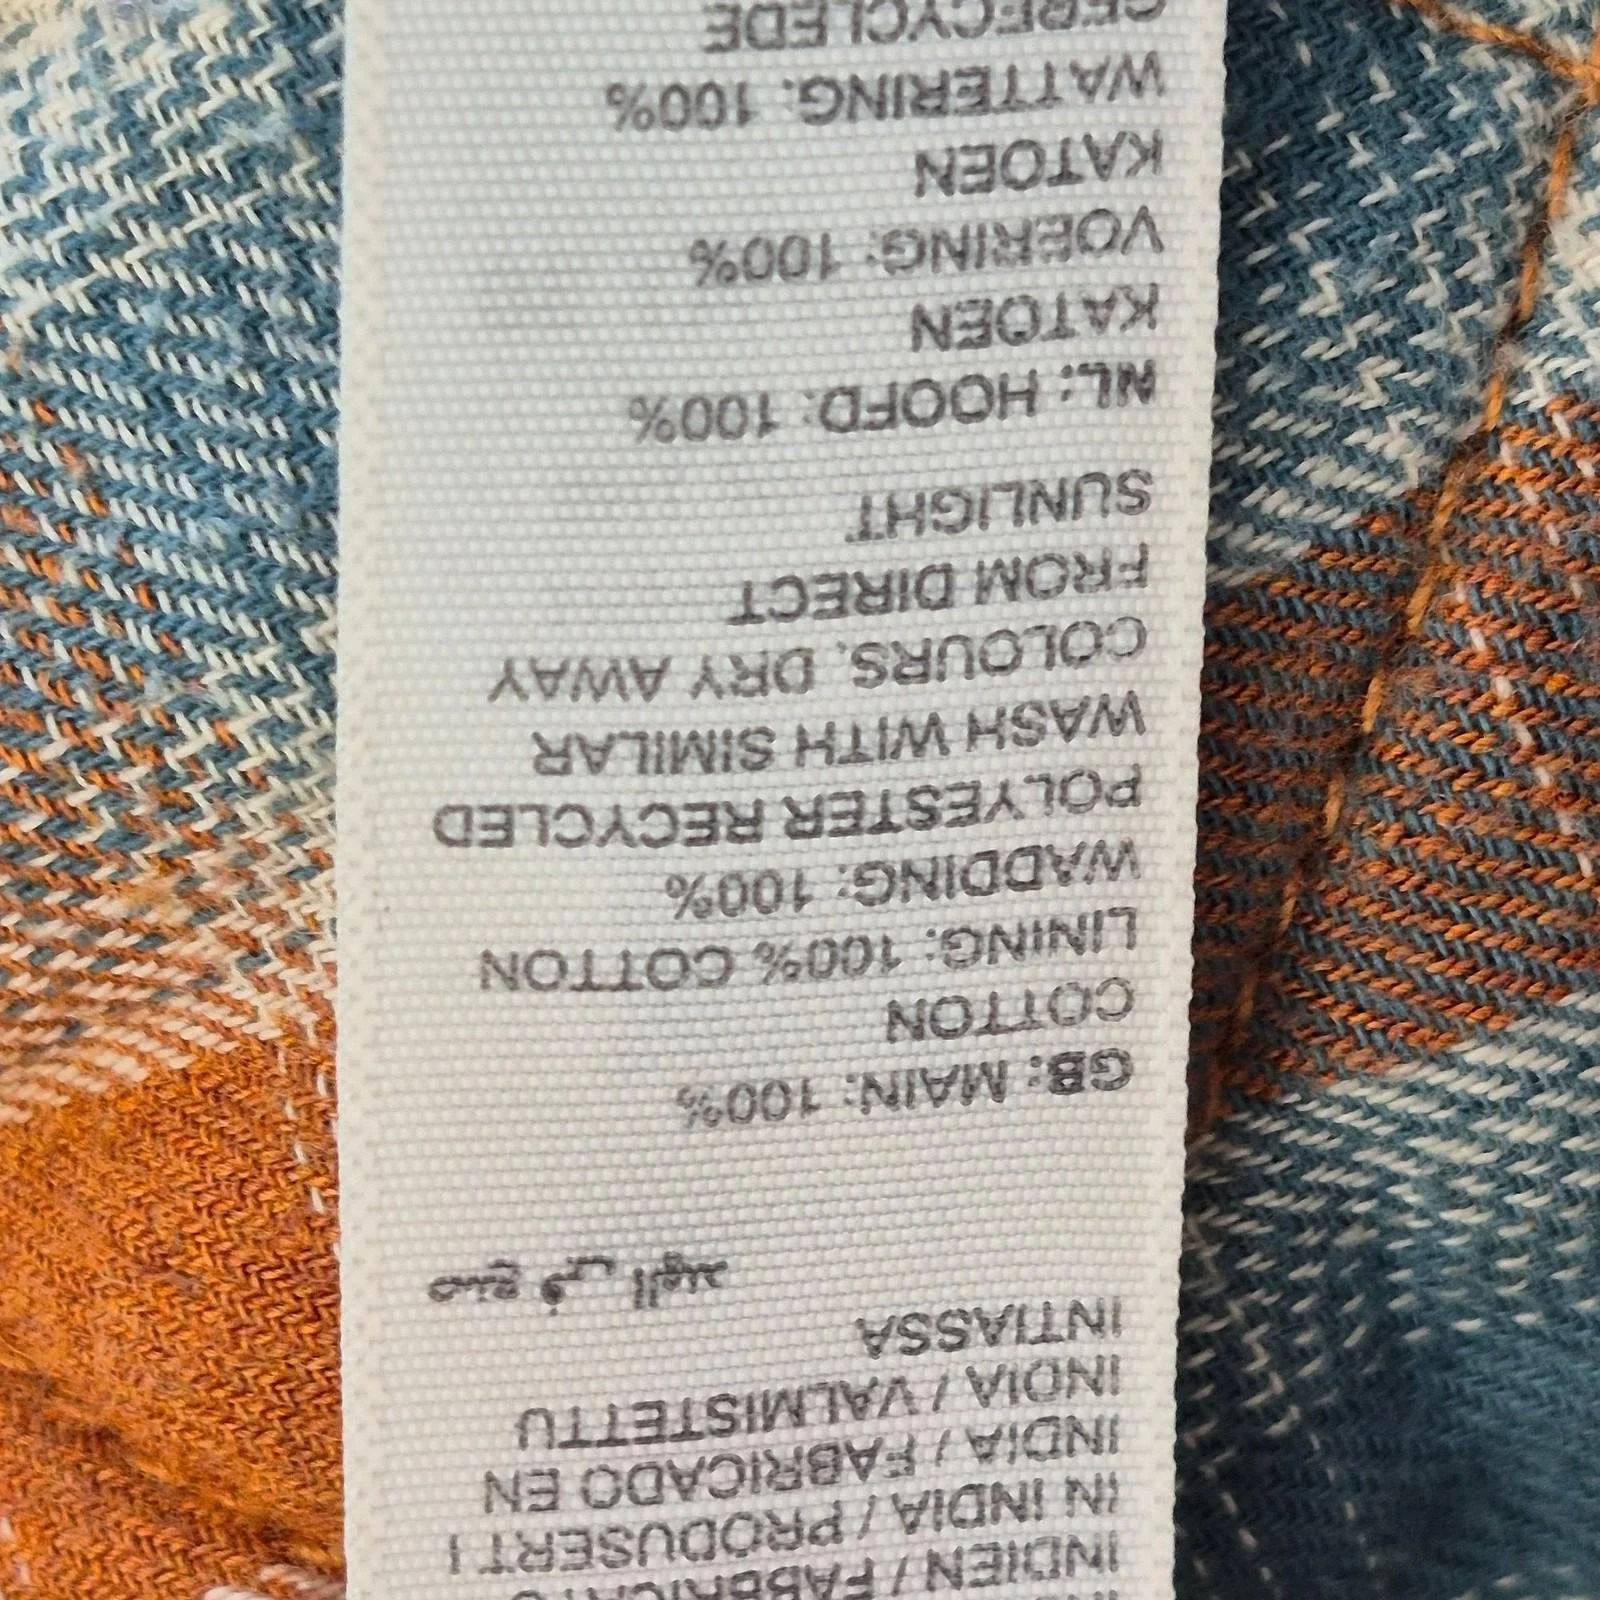 INDIEN / FABBRICATO
IN INDIA / PRODUSERT I
INDIA / FABRICADO EN
INDIA / VALMISTETTU
INTIASSA
صنع في الهند
GB: MAIN: 100%
COTTON
LINING: 100% COTTON
WADDING: 100%
POLYESTER RECYCLED
WASH WITH SIMILAR
COLOURS. DRY AWAY
FROM DIRECT
SUNLIGHT
NL: HOOFD: 100%
KATOEN
VOERING: 100%
KATOEN
WATTERING: 100%
GERECYCLEDE